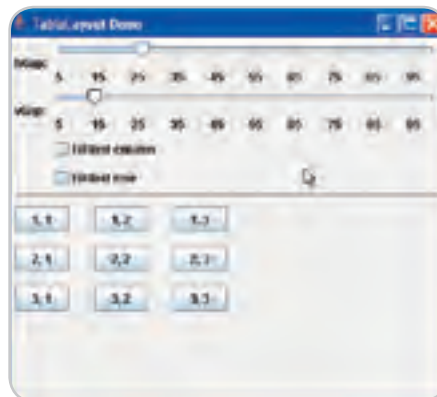 TableLayout Demo
HGap:
5 15 25 35 45 55 65 75 85 95
VGap:
5 15 25 35 45 55 65 75 85 95
row
1, 1 1, 2 1, 3
2, 1 2, 2 2, 3
3, 1 3, 2 3, 3